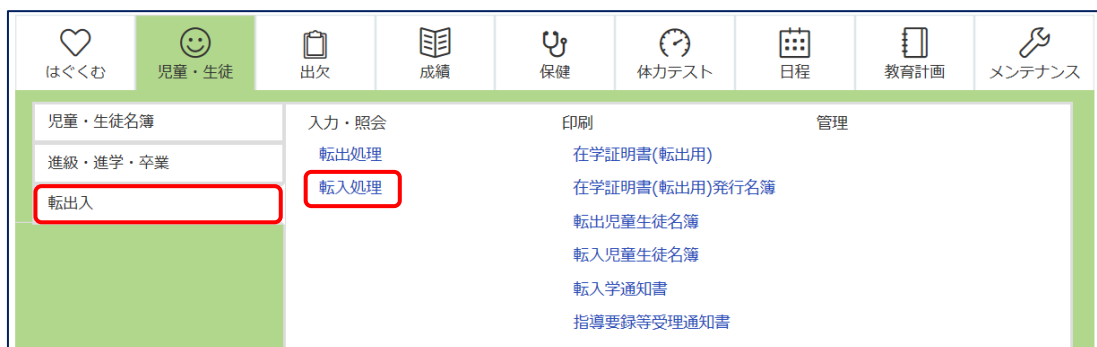 はぐくむ
児童・生徒
出欠
成績
保健
体力テスト
日程
教育計画
メンテナンス
児童・生徒名簿
進級・進学・卒業
転出入
入力・照会
転出処理
転入処理
印刷
在学証明書(転出用)
在学証明書(転出用)発行名簿
転出児童生徒名簿
転入児童生徒名簿
転入学通知書
指導要録等受理通知書
管理